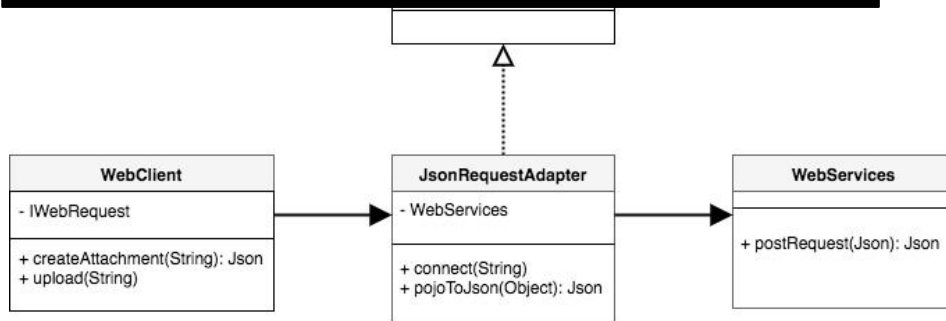 WebClient
- IWebRequest
+ createAttachment(String): Json
+ upload(String)
JsonRequestAdapter
- WebServices
+ connect(String)
+ pojoToJson(Object): Json
WebServices
+ postRequest(Json): Json